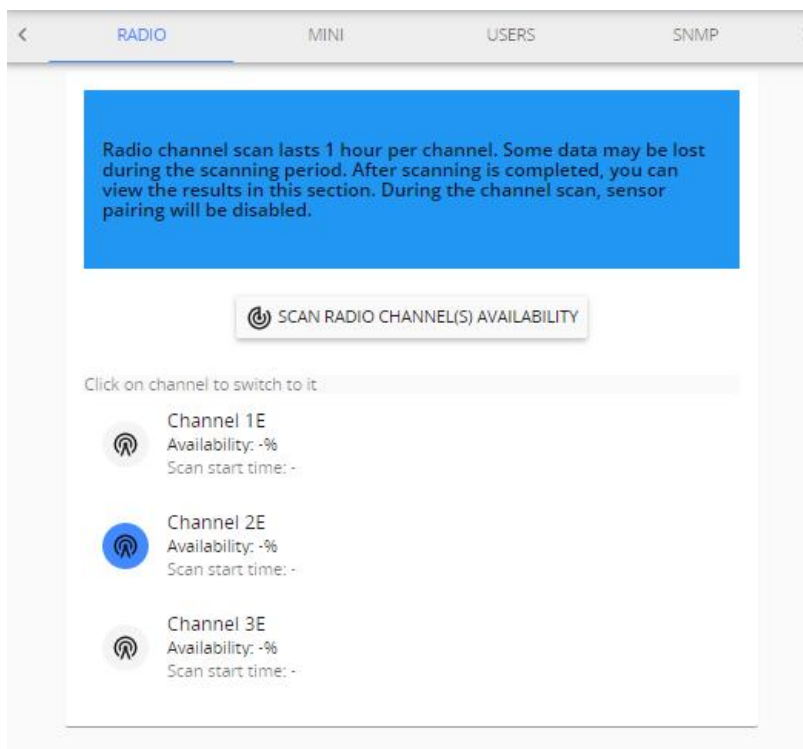 RADIO MINI USERS SNMP
Radio channel scan lasts 1 hour per channel. Some data may be lost
during the scanning period. After scanning is completed, you can
view the results in this section. During the channel scan, sensor
pairing will be disabled.
SCAN RADIO CHANNEL(S) AVAILABILITY
Click on channel to switch to it
Channel 1E
Availability: -%
Scan start time: -
Channel 2E
Availability: -%
Scan start time: -
Channel 3E
Availability: -%
Scan start time: -